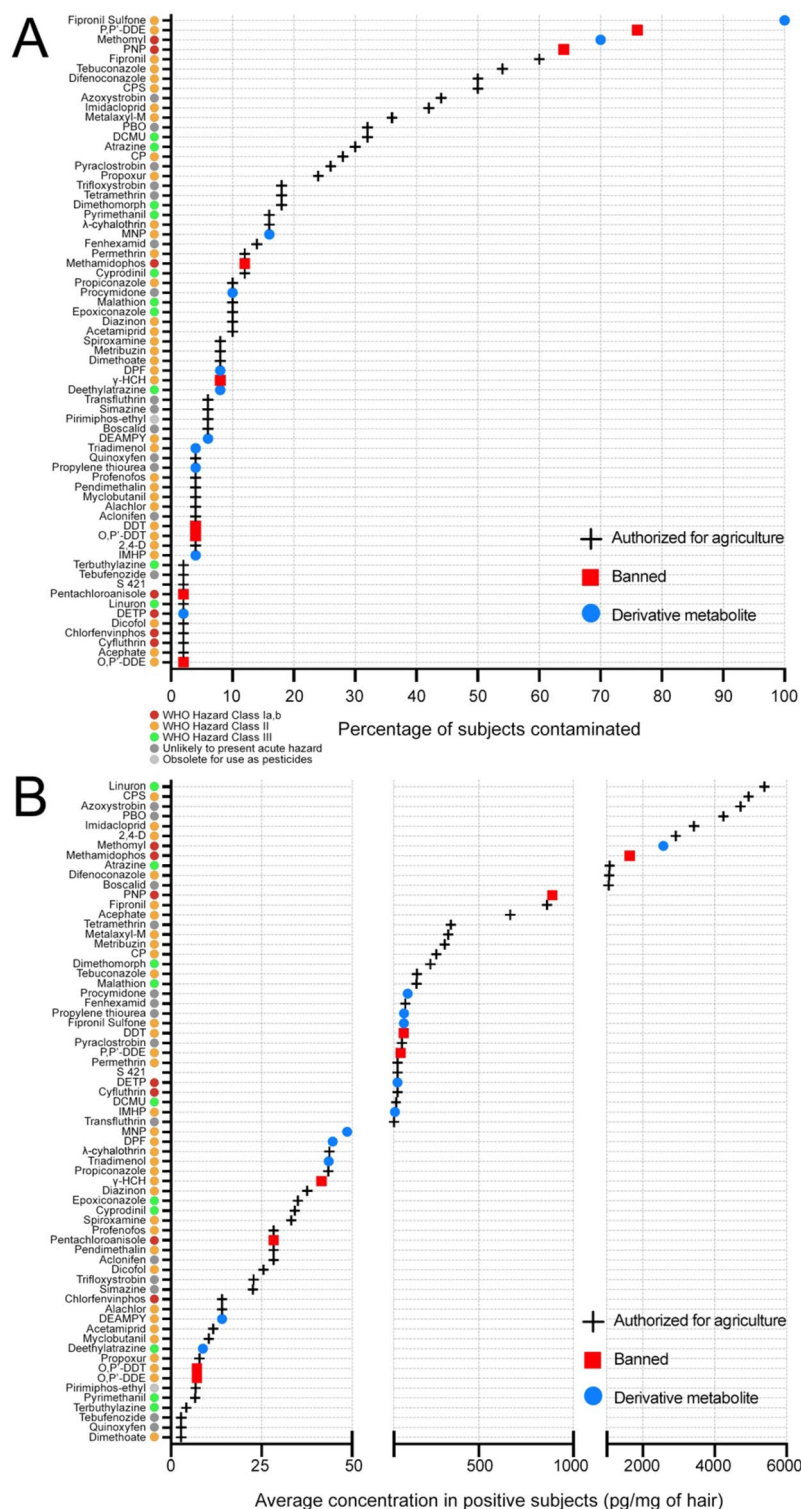 A
Fipronil Sulfone
P,P'-DDE
Methomyl
PNP
Fipronil
Tebuconazole
Difenoconazole
CPS
Azoxystrobin
Imidacloprid
Metalaxyl-M
PBO
DCMU
Atrazine
CP
Pyraclostrobin
Propoxur
Trifloxystrobin
Tetramethrin
Dimethomorph
Pyrimethanil
λ-cyhalothrin
MNP
Fenhexamid
Permethrin
Methamidophos
Cyprodinil
Propiconazole
Procymidone
Malathion
Epoxiconazole
Diazinon
Acetamiprid
Spiroxamine
Metribuzin
Dimethoate
DPF
γ-HCH
Deethylatrazine
Transfluthrin
Simazine
Pirimiphos-ethyl
Boscalid
DEAMPY
Triadimenol
Quinoxyfen
Propylene thiourea
Profenofos
Pendimethalin
Myclobutanil
Alachlor
Aclonifen
DDT
O,P'-DDT
2,4-D
IMHP
Terbuthylazine
Tebufenozide
S 421
Pentachloroanisole
Linuron
DETP
Dicofol
Chlorfenvinphos
Cyfluthrin
Acephate
O,P'-DDE
Authorized for agriculture
Banned
Derivative metabolite
0 10 20 30 40 50 60 70 80 90 100
Percentage of subjects contaminated
WHO Hazard Class Ia,b
WHO Hazard Class II
WHO Hazard Class III
Unlikely to present acute hazard
Obsolete for use as pesticides
B
Linuron
CPS
Azoxystrobin
PBO
Imidacloprid
2,4-D
Methomyl
Methamidophos
Atrazine
Difenoconazole
Boscalid
PNP
Fipronil
Acephate
Tetramethrin
Metalaxyl-M
Metribuzin
CP
Dimethomorph
Tebuconazole
Malathion
Procymidone
Fenhexamid
Propylene thiourea
Fipronil Sulfone
DDT
Pyraclostrobin
P,P'-DDE
Permethrin
S 421
DETP
Cyfluthrin
DCMU
IMHP
Transfluthrin
MNP
DPF
λ-cyhalothrin
Triadimenol
Propiconazole
γ-HCH
Diazinon
Epoxiconazole
Cyprodinil
Spiroxamine
Profenofos
Pentachloroanisole
Pendimethalin
Aclonifen
Dicofol
Trifloxystrobin
Simazine
Chlorfenvinphos
Alachlor
DEAMPY
Acetamiprid
Myclobutanil
Deethylatrazine
Propoxur
O,P'-DDT
O,P'-DDE
Pirimiphos-ethyl
Pyrimethanil
Terbuthylazine
Tebufenozide
Quinoxyfen
Dimethoate
Authorized for agriculture
Banned
Derivative metabolite
0 25 50 500 1000 2000 4000 6000
Average concentration in positive subjects (pg/mg of hair)